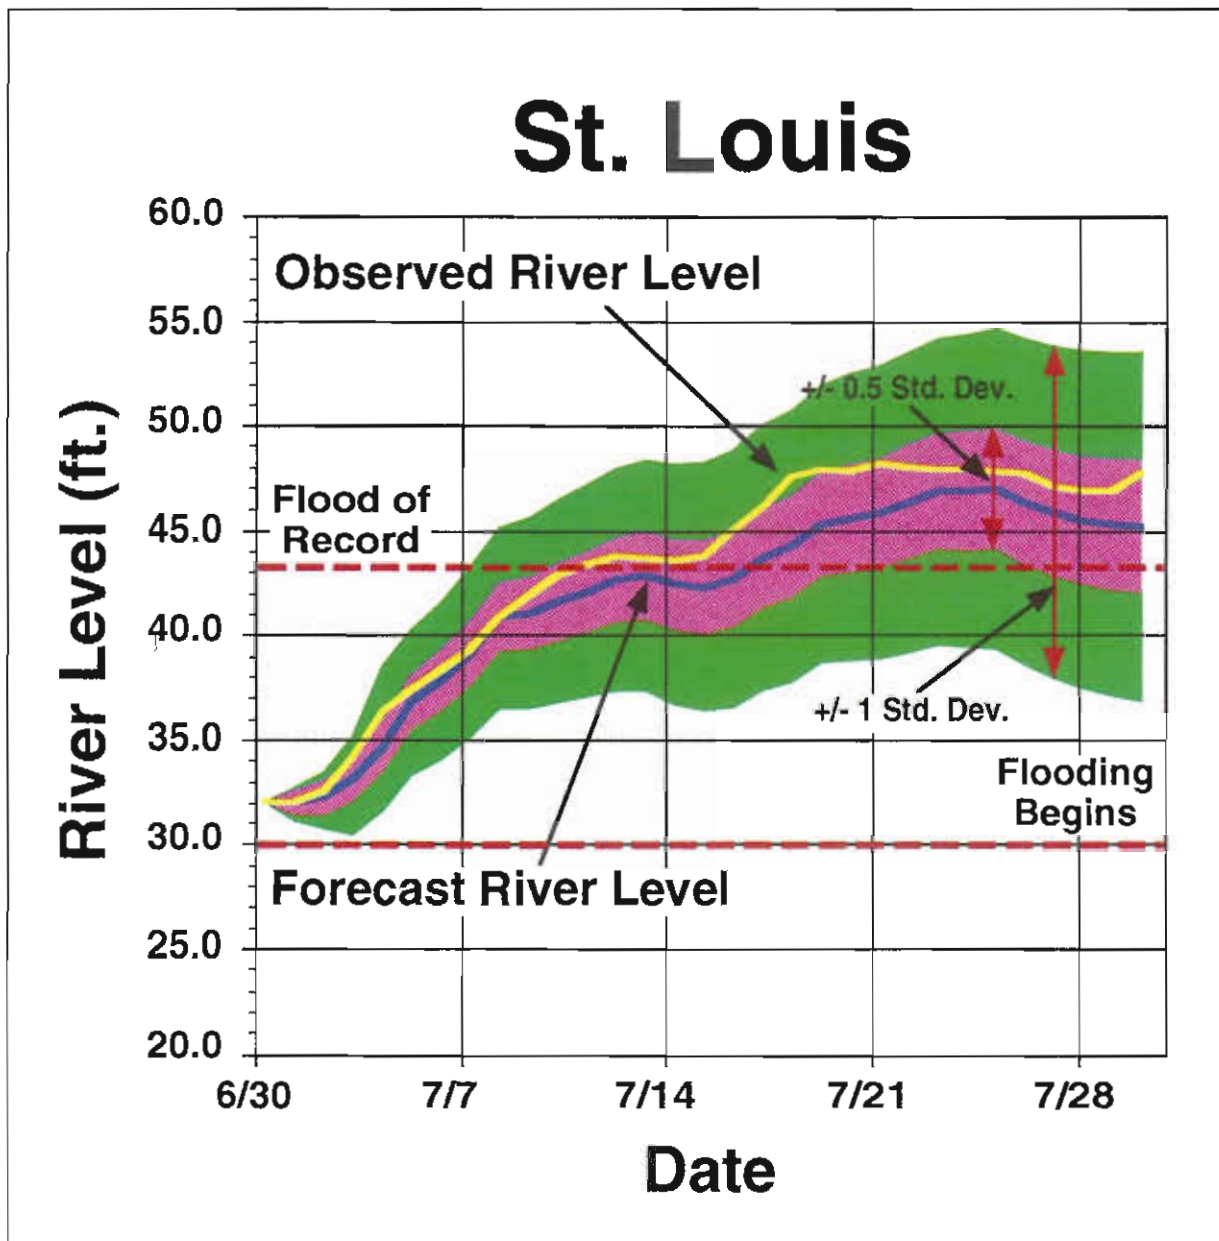 St. Louis
60.0
55.0
50.0
45.0
40.0
35.0
30.0
25.0
20.0
River Level (ft.)
Observed River Level
+/- 0.5 Std. Dev.
Flood of
Record
+/- 1 Std. Dev.
Flooding
Begins
Forecast River Level
6/30
7/7
7/14
7/21
7/28
Date